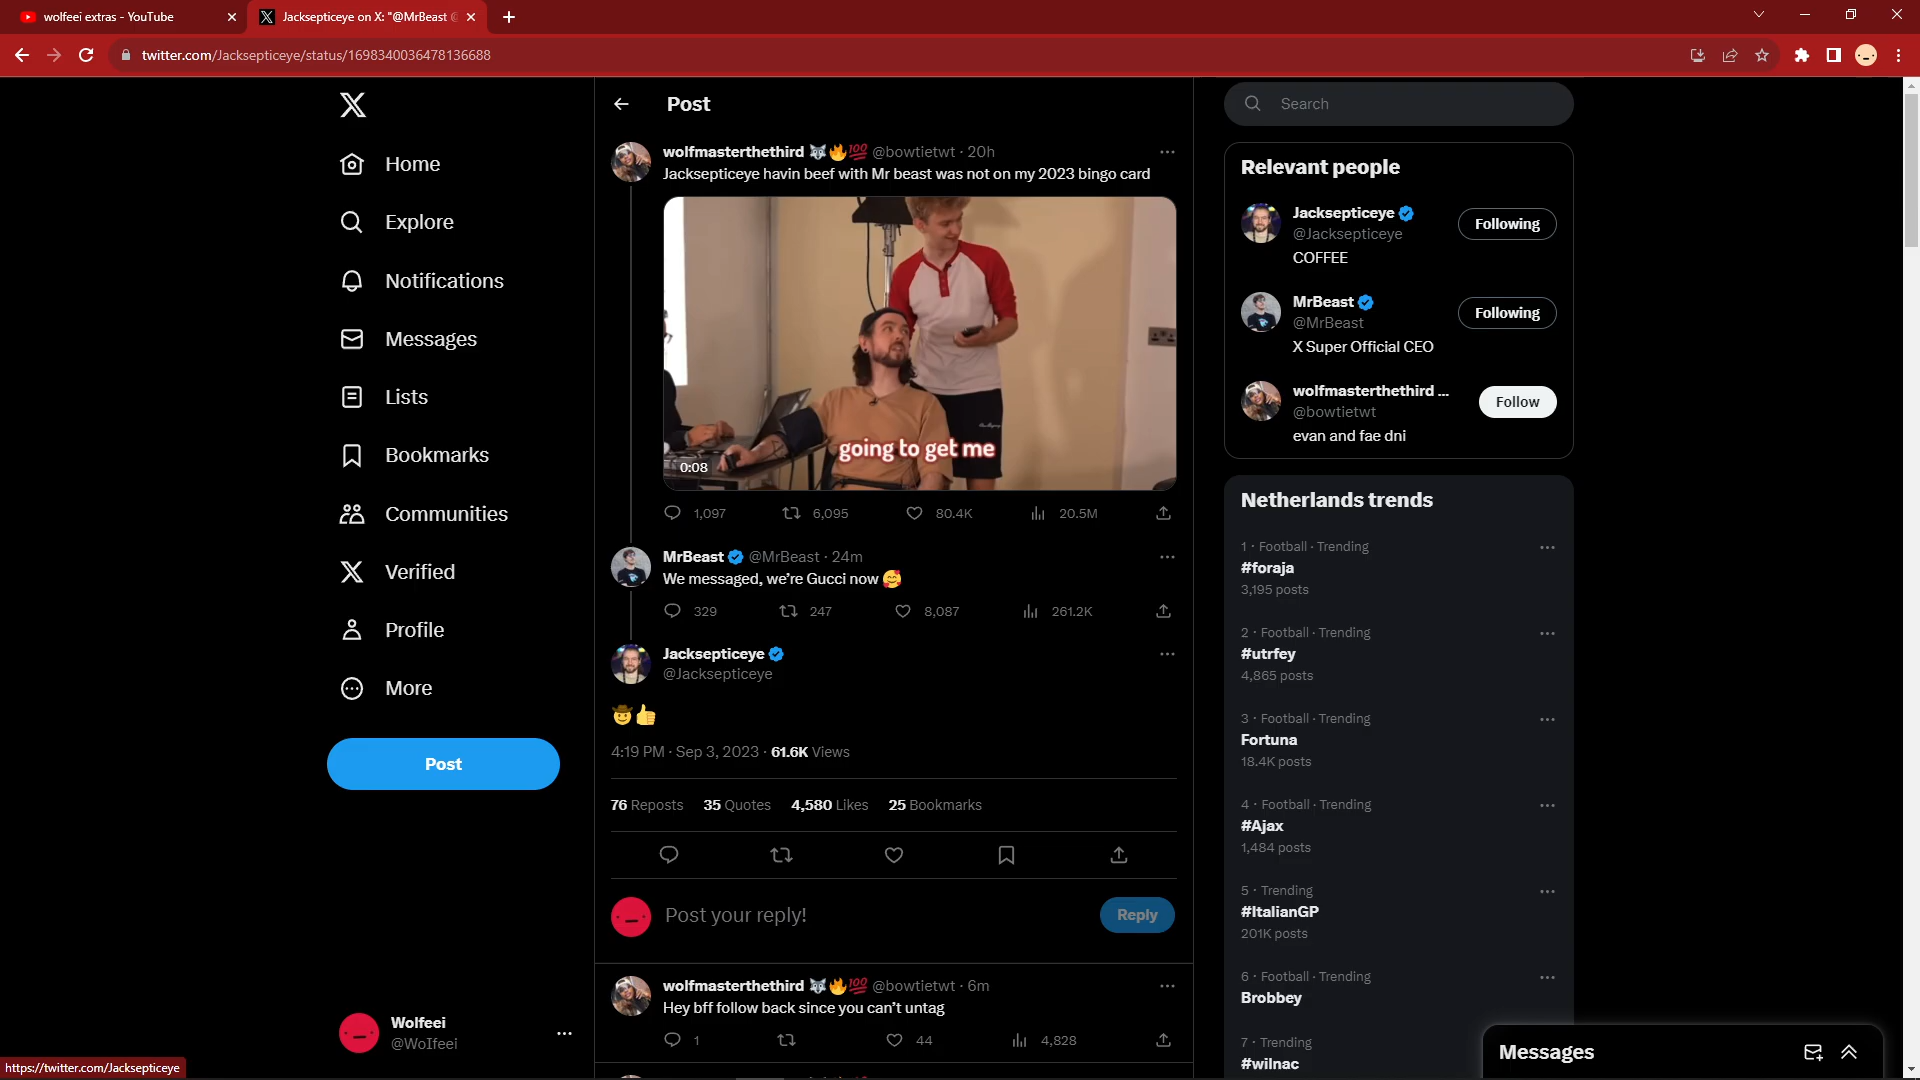 wolfeei extras - YouTube
Jacksepticeye on X: "@MrBeast
twitter.com/Jacksepticeye/status/1698340036478136688
Home
Explore
Notifications
Messages
Lists
Bookmarks
Communities
Verified
Profile
More
Post
Wolfeei
@WoIfeei
https://twitter.com/Jacksepticeye
Post
wolfmasterthethird 🐺🔥💯 @bowtietwt · 20h
Jacksepticeye havin beef with Mr beast was not on my 2023 bingo card
going to get me
0:08
1,097 6,095 80.4K 20.5M
MrBeast @MrBeast · 24m
We messaged, we're Gucci now 🥰
329 247 8,087 261.2K
Jacksepticeye
@Jacksepticeye
🤠👍
4:19 PM · Sep 3, 2023 · 61.6K Views
76 Reposts 35 Quotes 4,580 Likes 25 Bookmarks
Post your reply!
Reply
wolfmasterthethird 🐺🔥💯 @bowtietwt · 6m
Hey bff follow back since you can't untag
1 44 4,828
Search
Relevant people
Jacksepticeye
@Jacksepticeye
Following
COFFEE
MrBeast
@MrBeast
Following
X Super Official CEO
wolfmasterthethird ...
@bowtietwt
Follow
evan and fae dni
Netherlands trends
1 · Football · Trending
#foraja
3,195 posts
2 · Football · Trending
#utrfey
4,865 posts
3 · Football · Trending
Fortuna
18.4K posts
4 · Football · Trending
#Ajax
1,484 posts
5 · Trending
#ItalianGP
201K posts
6 · Football · Trending
Brobbey
7 · Trending
#wilnac
Messages